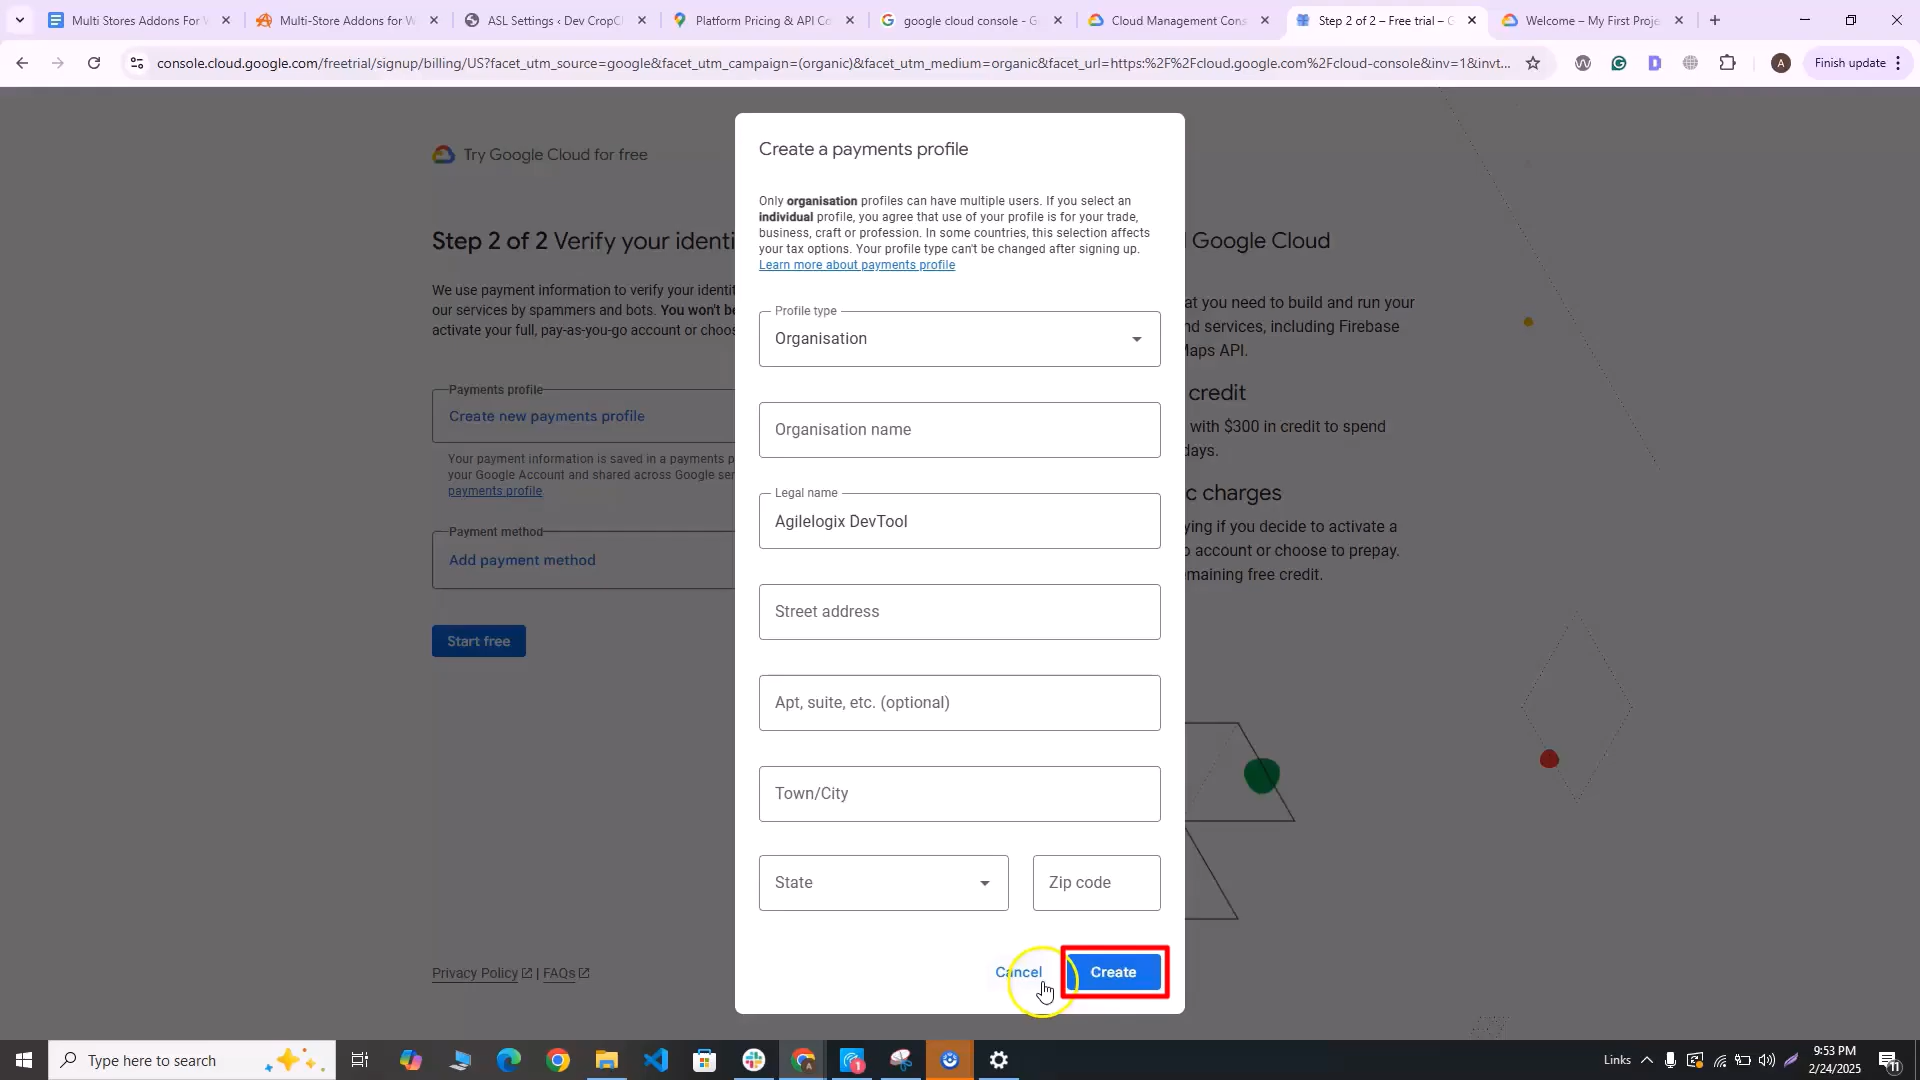 Multi Stores Addons For W
Multi-Store Addons for W
ASL Settings ‹ Dev CropC
Platform Pricing & API Co
google cloud console - G
Cloud Management Cons
Step 2 of 2 – Free trial – G
Welcome – My First Proje
console.cloud.google.com/freetrial/signup/billing/US?facet_utm_source=google&facet_utm_campaign=(organic)&facet_utm_medium=organic&facet_url=https:%2F%2Fcloud.google.com%2Fcloud-console&inv=1&invt...
A
Finish update
Try Google Cloud for free
Step 2 of 2 Verify your identi
We use payment information to verify your identit
our services by spammers and bots. You won't be
activate your full, pay-as-you-go account or choos
Payments profile
Create new payments profile
Your payment information is saved in a payments p
your Google Account and shared across Google ser
payments profile
Payment method
Add payment method
Start free
Privacy Policy | FAQs
Create a payments profile
Only organisation profiles can have multiple users. If you select an
individual profile, you agree that use of your profile is for your trade,
business, craft or profession. In some countries, this selection affects
your tax options. Your profile type can't be changed after signing up.
Learn more about payments profile
Profile type
Organisation
Organisation name
Legal name
Agilelogix DevTool
Street address
Apt, suite, etc. (optional)
Town/City
State
Zip code
Cancel
Create
Google Cloud
at you need to build and run your
nd services, including Firebase
Maps API.
credit
with $300 in credit to spend
days.
c charges
ying if you decide to activate a
o account or choose to prepay.
emaining free credit.
Type here to search
1
Links
9:53 PM
2/24/2025
11